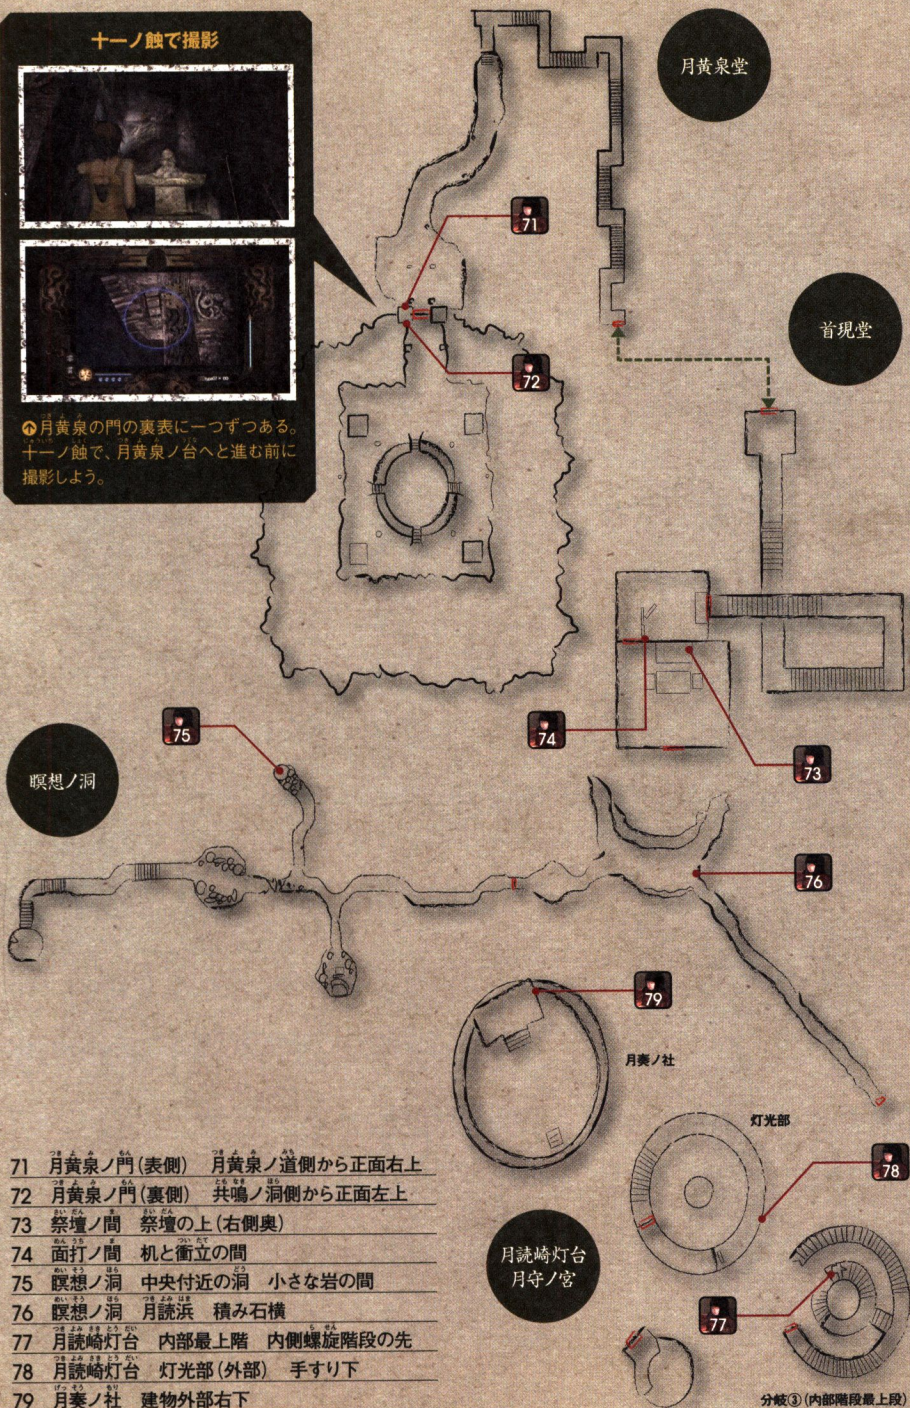 十一ノ蝕で撮影
月黄泉の門の裏表に一つずつある。
十一ノ蝕で、月黄泉ノ台へと進む前に
撮影しよう。
月黄泉堂
71
首現堂
72
74
73
75
瞑想ノ洞
76
79
月奏ノ社
灯光部
78
月読崎灯台
月守ノ宮
77
分岐③(内部階段最上段)
71 月黄泉ノ門(表側) 月黄泉ノ道側から正面右上
72 月黄泉ノ門(裏側) 共鳴ノ洞側から正面左上
73 祭壇ノ間 祭壇の上(右側奥)
74 面打ノ間 机と衝立の間
75 瞑想ノ洞 中央付近の洞 小さな岩の間
76 瞑想ノ洞 月読浜 積み石横
77 月読崎灯台 内部最上階 内側螺旋階段の先
78 月読崎灯台 灯光部(外部) 手すり下
79 月奏ノ社 建物外部右下